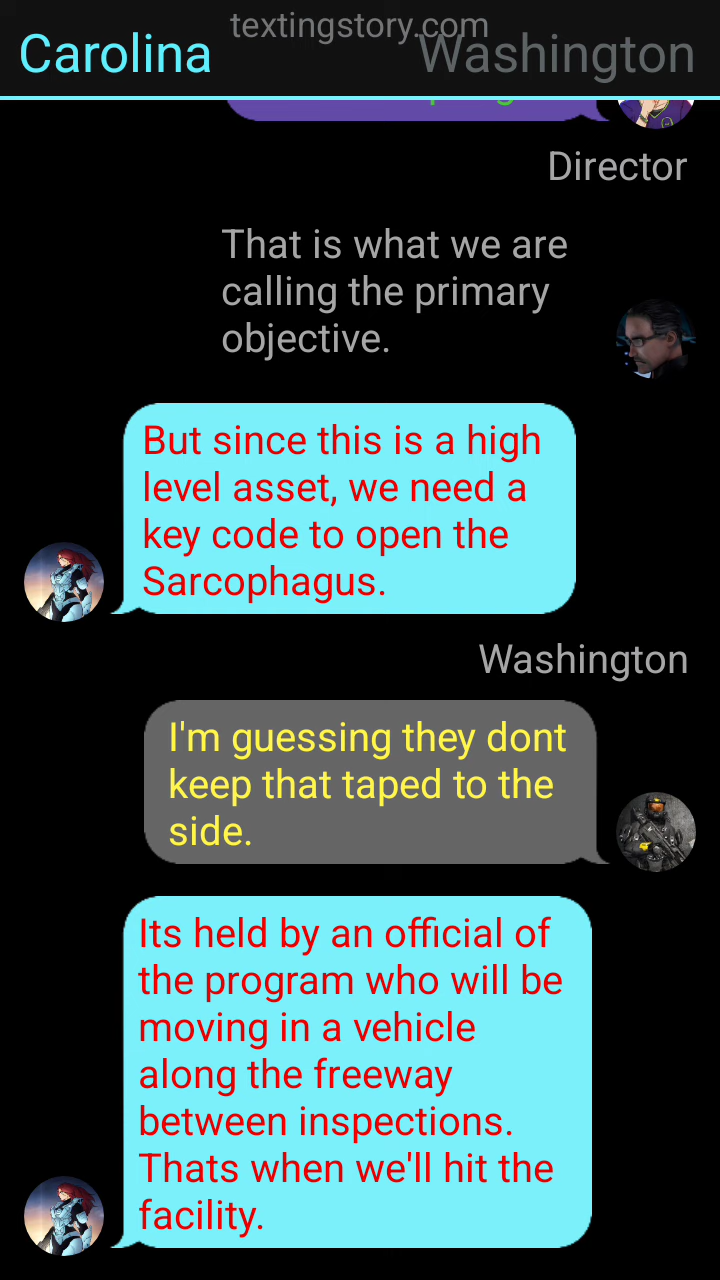 textingstory.com
Carolina
Washington
Director
That is what we are
calling the primary
objective.
But since this is a high
level asset, we need a
key code to open the
Sarcophagus.
Washington
I'm guessing they dont
keep that taped to the
side.
Its held by an official of
the program who will be
moving in a vehicle
along the freeway
between inspections.
Thats when we'll hit the
facility.